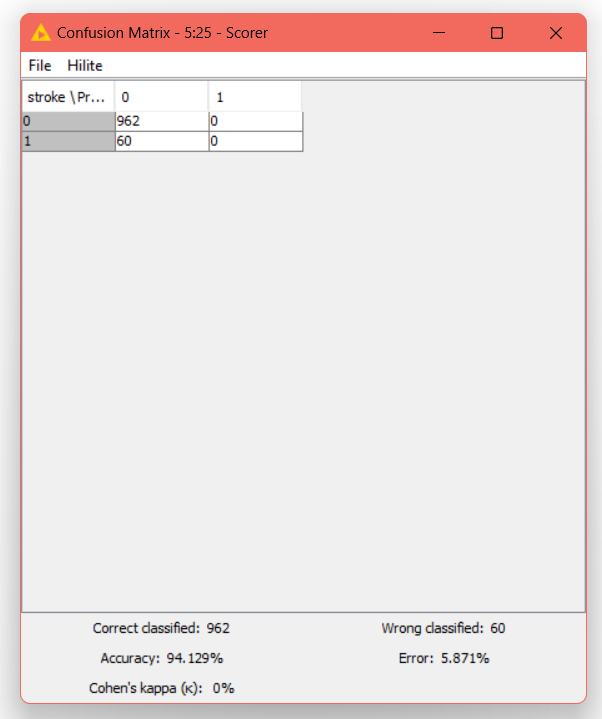 Confusion Matrix - 5:25 - Scorer
File Hilite
stroke \Pr... 0 1
0 962 0
1 60 0
Correct classified: 962 Wrong classified: 60
Accuracy: 94.129% Error: 5.871%
Cohen's kappa (κ): 0%